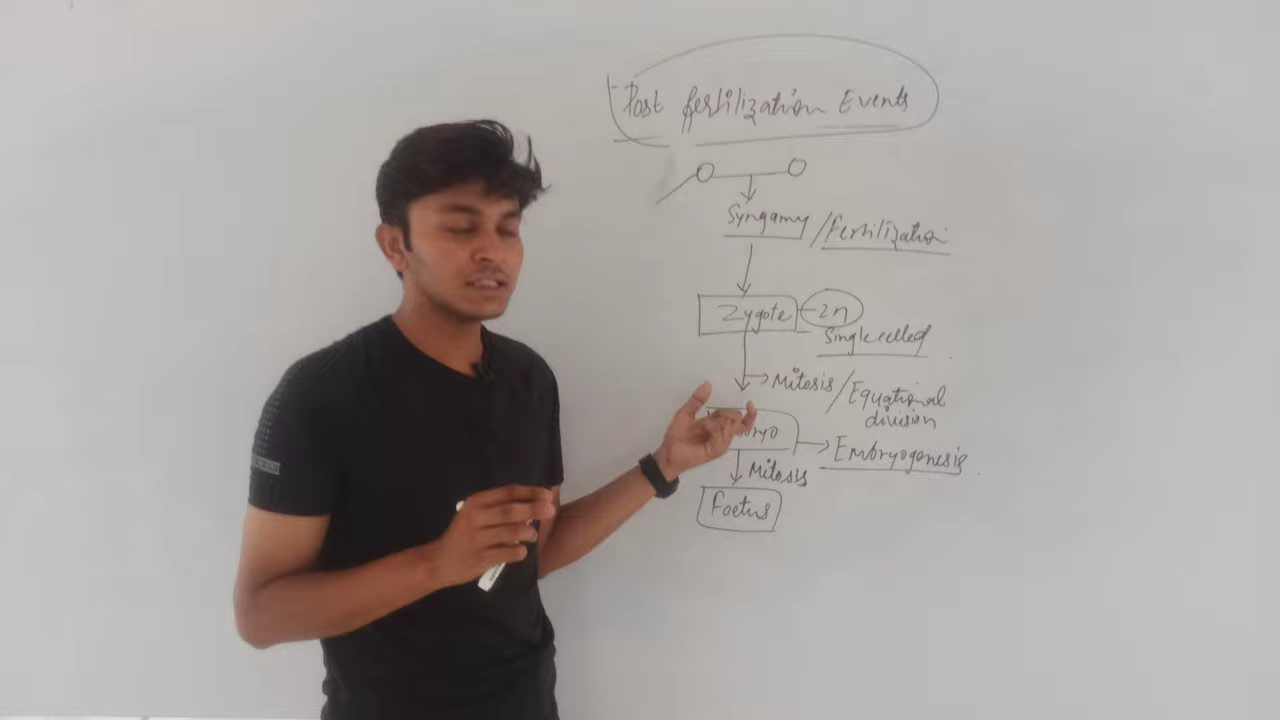 Post fertilization Events
Syngamy / fertilization
Zygote - 2n
Single celled
Mitosis / Equational
division
Embryogenesis
Mitosis
Foetus